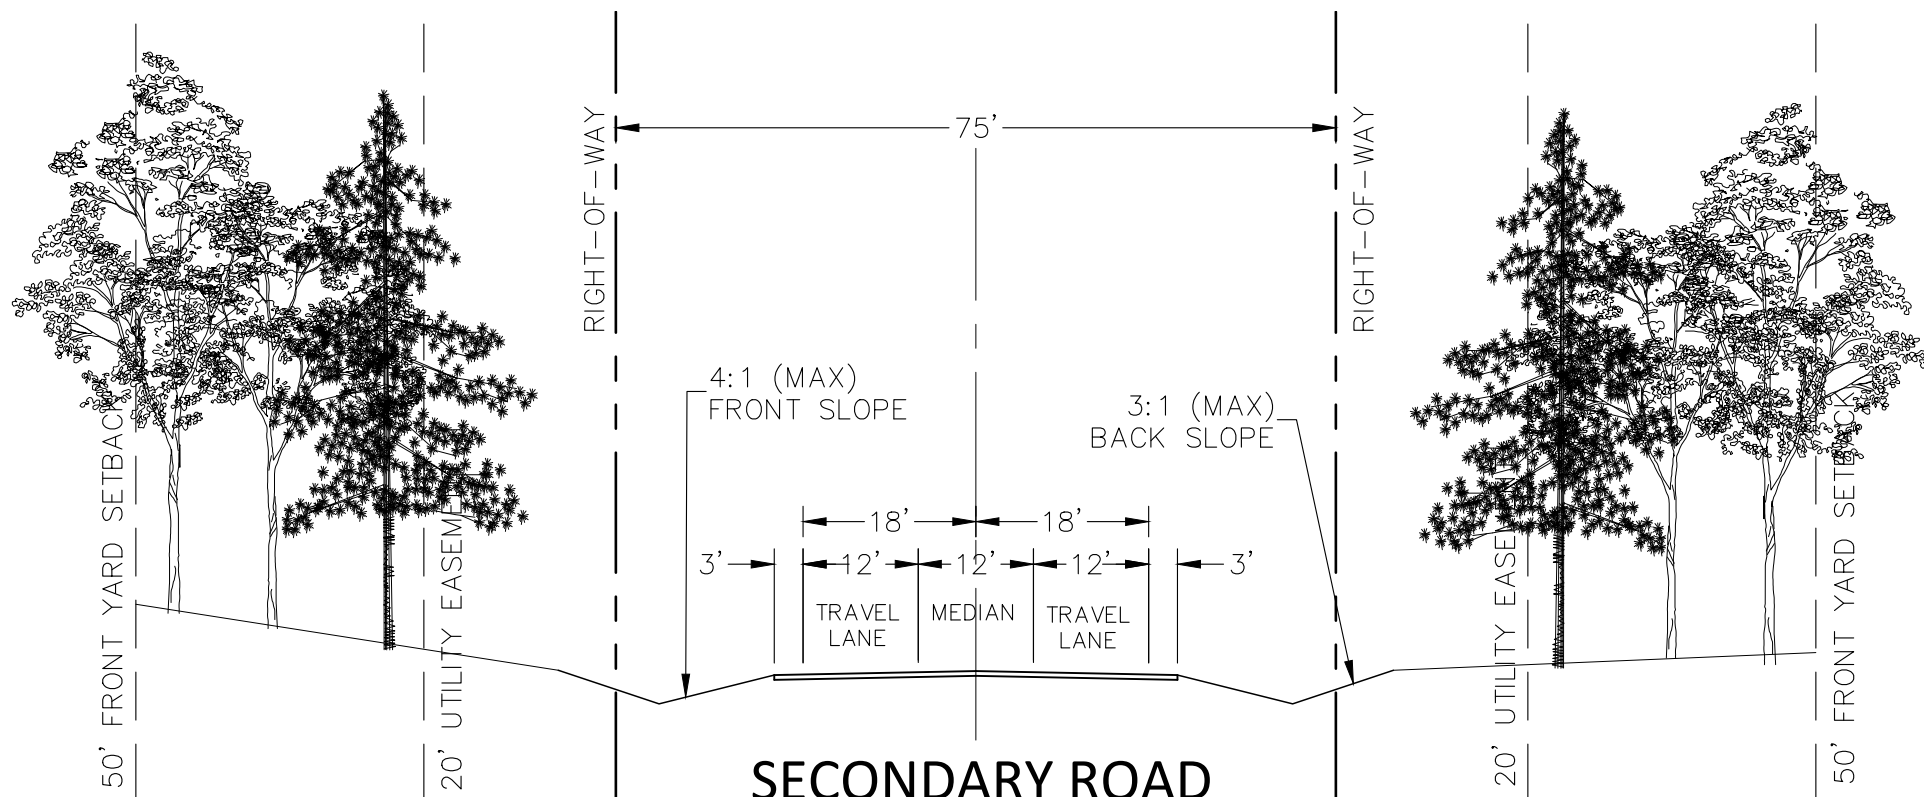 75'
RIGHT-OF-WAY
RIGHT-OF-WAY
4:1 (MAX)
FRONT SLOPE
3:1 (MAX)
BACK SLOPE
18'
18'
3'
12'
12'
12'
3'
TRAVEL
LANE
MEDIAN
TRAVEL
LANE
50' FRONT YARD SETBACK
20' UTILITY EASEMENT
20' UTILITY EASEMENT
50' FRONT YARD SETBACK
SECONDARY ROAD